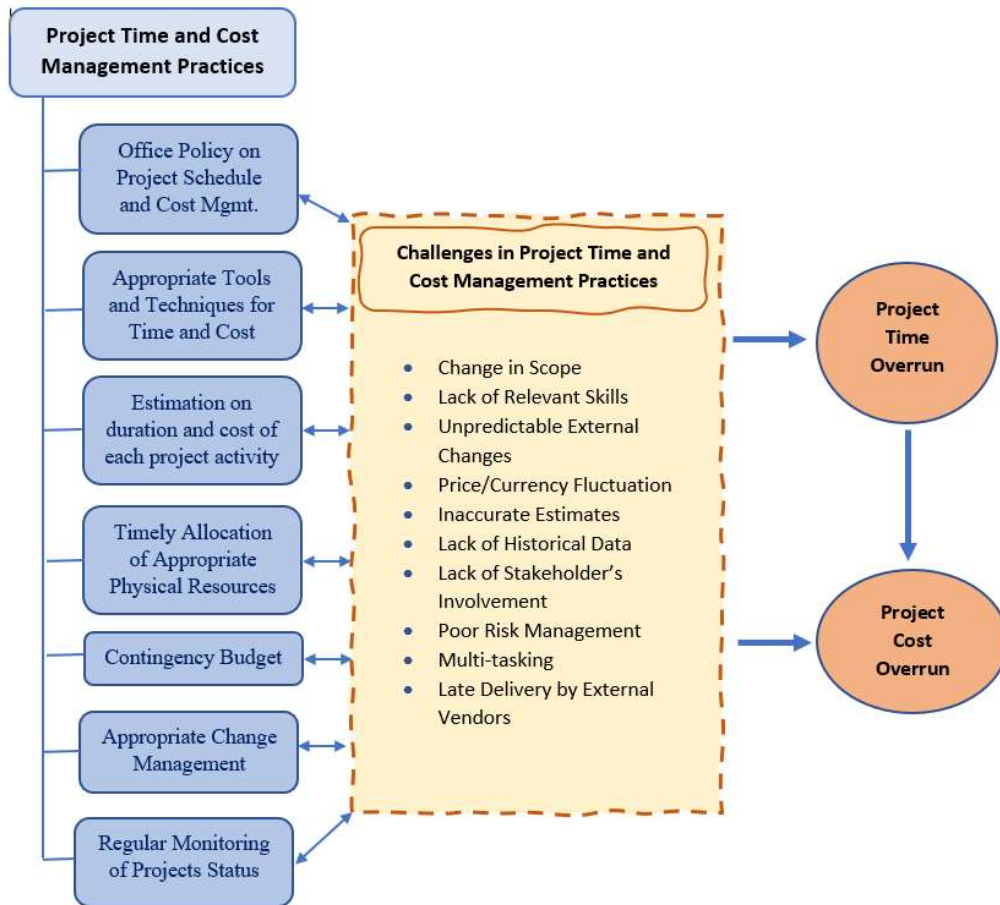 Project Time and Cost
Management Practices
Office Policy on
Project Schedule
and Cost Mgmt.
Appropriate Tools
and Techniques for
Time and Cost
Estimation on
duration and cost of
each project activity
Timely Allocation
of Appropriate
Physical Resources
Contingency Budget
Appropriate Change
Management
Regular Monitoring
of Projects Status
Challenges in Project Time and
Cost Management Practices
• Change in Scope
• Lack of Relevant Skills
• Unpredictable External
Changes
• Price/Currency Fluctuation
• Inaccurate Estimates
• Lack of Historical Data
• Lack of Stakeholder’s
Involvement
• Poor Risk Management
• Multi-tasking
• Late Delivery by External
Vendors
Project
Time
Overrun
Project
Cost
Overrun